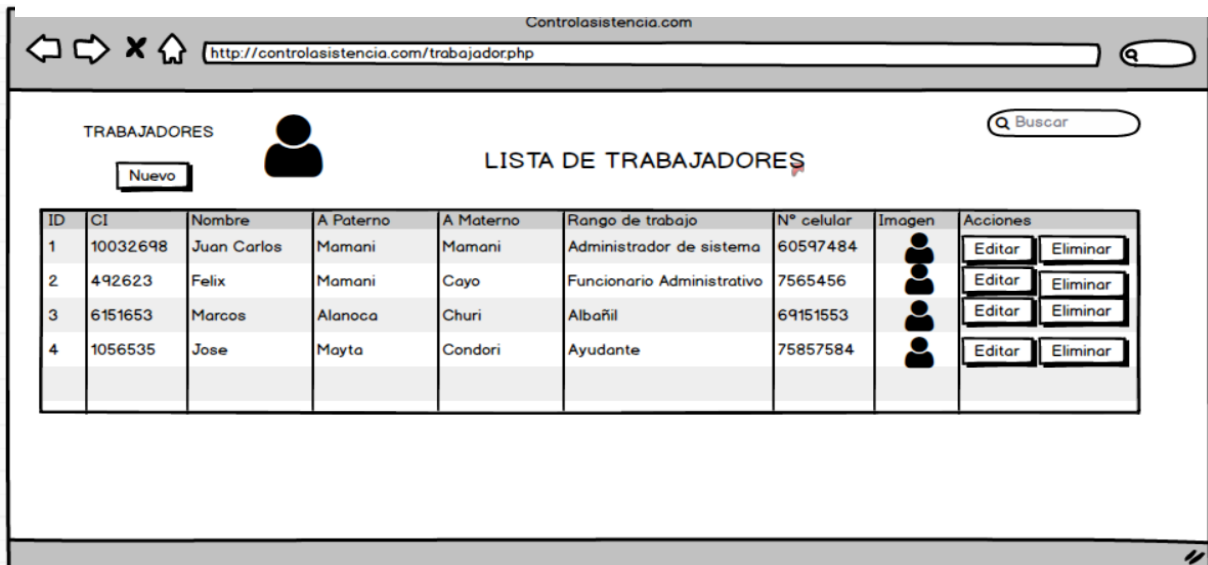 Controlasistencia.com
http://controlasistencia.com/trabajador.php
Buscar
TRABAJADORES
LISTA DE TRABAJADORES
Nuevo
ID CI Nombre A Paterno A Materno Rango de trabajo N° celular Imagen Acciones
1 10032698 Juan Carlos Mamani Mamani Administrador de sistema 60597484 Editar Eliminar
2 492623 Felix Mamani Cayo Funcionario Administrativo 7565456 Editar Eliminar
3 6151653 Marcos Alanoca Churi Albañil 69151553 Editar Eliminar
4 1056535 Jose Mayta Condori Ayudante 75857584 Editar Eliminar